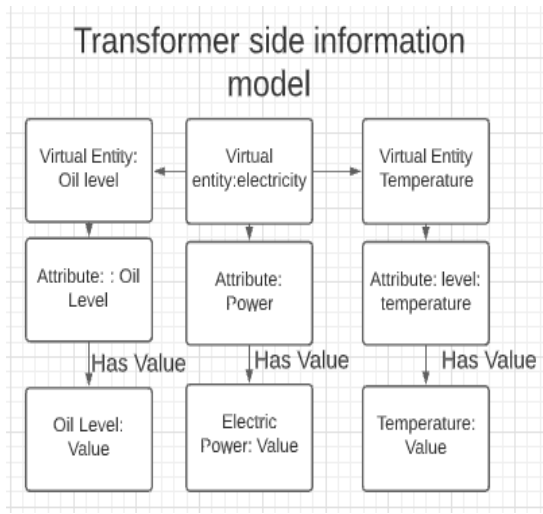 Transformer side information
model
Virtual Entity:
Oil level
Virtual
entity:electricity
Virtual Entity
Temperature
Attribute: : Oil
Level
Attribute:
Power
Attribute: level:
temperature
Has Value
Has Value
Has Value
Oil Level:
Value
Electric
Power: Value
Temperature:
Value